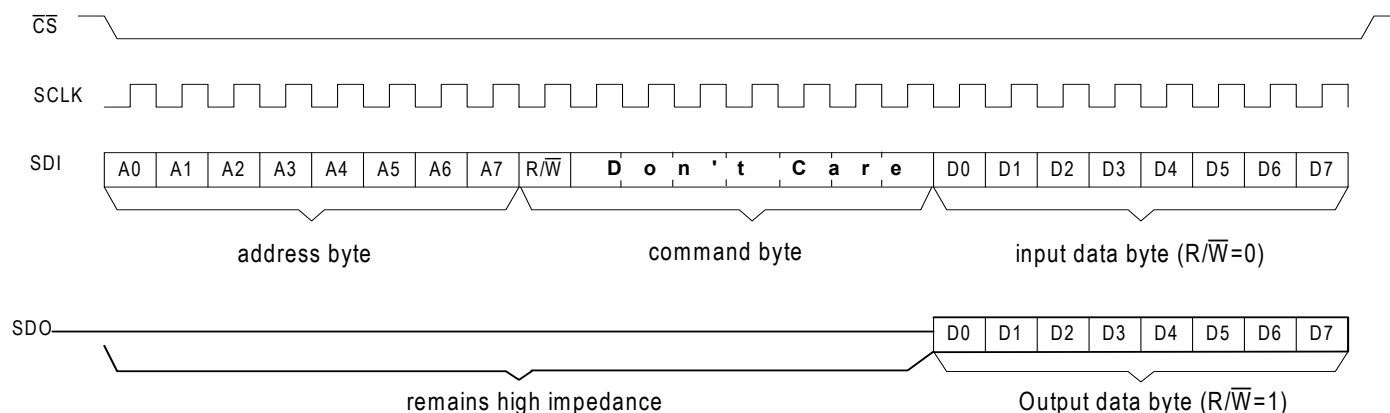 C̅S̅
SCLK
SDI A0 A1 A2 A3 A4 A5 A6 A7 R/W̅ Don't Care D0 D1 D2 D3 D4 D5 D6 D7
address byte command byte input data byte (R/W̅=0)
SDO D0 D1 D2 D3 D4 D5 D6 D7
remains high impedance Output data byte (R/W̅=1)